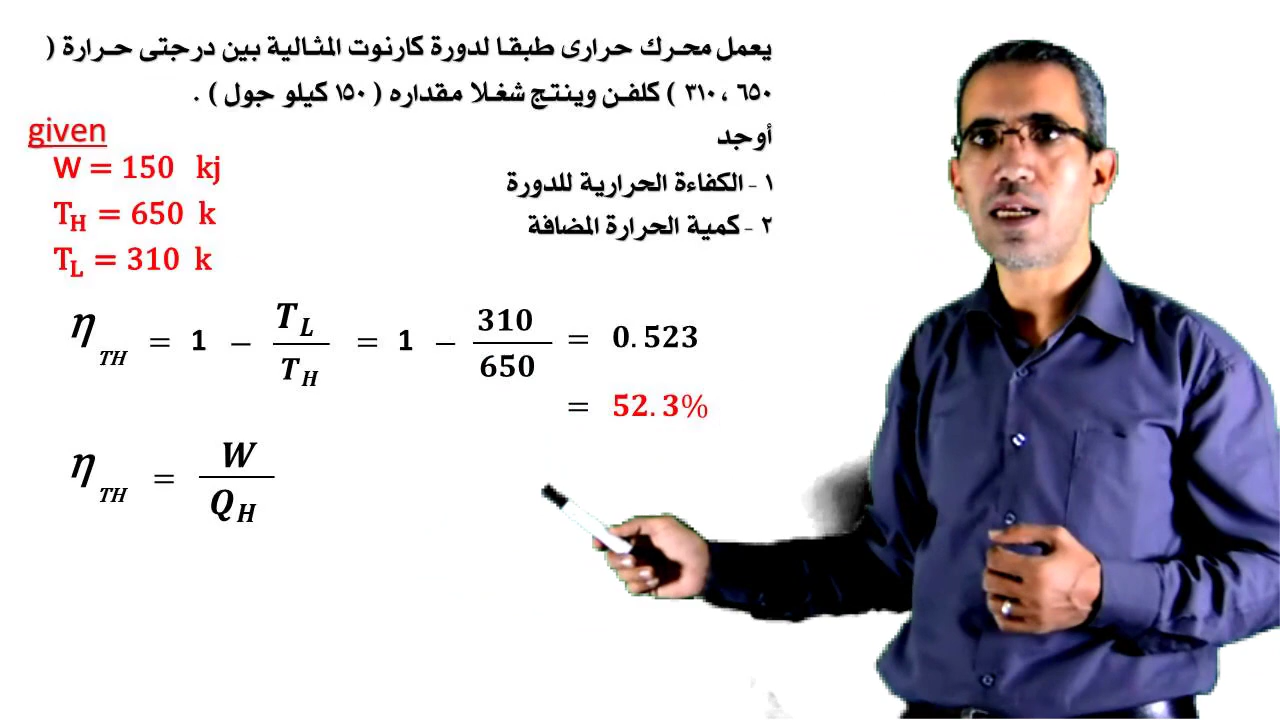 يعمل محرك حرارى طبقا لدورة كارنوت المثالية بين درجتى حرارة (
٦٥٠ ، ٣١٠ ) كلفن وينتج شغلا مقداره ( ١٥٠ كيلو جول ) .
أوجد
١ - الكفاءة الحرارية للدورة
٢ - كمية الحرارة المضافة
given
W = 150 kj
T_H = 650 k
T_L = 310 k
η_TH = 1 − T_L / T_H = 1 − 310 / 650 = 0.523
= 52.3%
η_TH = W / Q_H